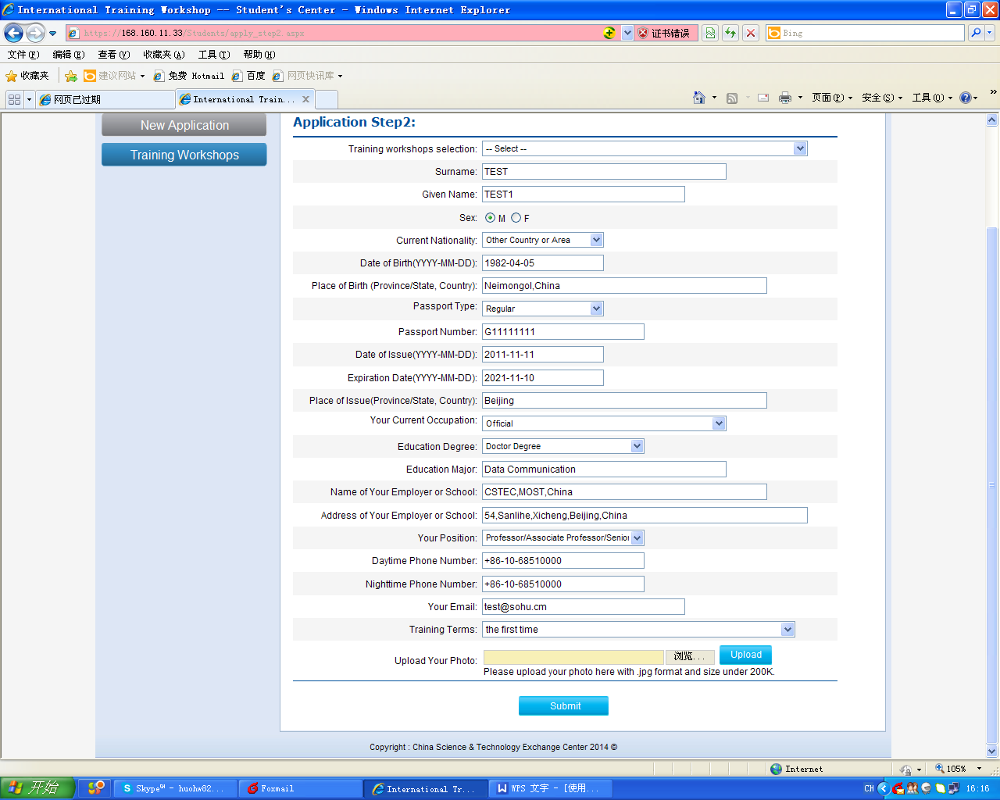 International Training Workshop -- Student's Center - Windows Internet Explorer
https://168.160.11.33/Students/apply_step2.aspx
证书错误
Bing
文件(F) 编辑(E) 查看(V) 收藏夹(A) 工具(T) 帮助(H)
收藏夹 建议网站 免费 Hotmail 百度 网页快讯库
网页已过期 International Train... X 页面(P) 安全(S) 工具(O) »
New Application
Training Workshops
Application Step2:
Training workshops selection: -- Select --
Surname: TEST
Given Name: TEST1
Sex: M F
Current Nationality: Other Country or Area
Date of Birth(YYYY-MM-DD): 1982-04-05
Place of Birth (Province/State, Country): Neimongol,China
Passport Type: Regular
Passport Number: G11111111
Date of Issue(YYYY-MM-DD): 2011-11-11
Expiration Date(YYYY-MM-DD): 2021-11-10
Place of Issue(Province/State, Country): Beijing
Your Current Occupation: Official
Education Degree: Doctor Degree
Education Major: Data Communication
Name of Your Employer or School: CSTEC,MOST,China
Address of Your Employer or School: 54,Sanlihe,Xicheng,Beijing,China
Your Position: Professor/Associate Professor/Senior
Daytime Phone Number: +86-10-68510000
Nighttime Phone Number: +86-10-68510000
Your Email: test@sohu.cm
Training Terms: the first time
Upload Your Photo: 浏览... Upload
Please upload your photo here with .jpg format and size under 200K.
Submit
Copyright : China Science & Technology Exchange Center 2014 ©
Internet 105%
开始 Skype™ - huohw82... Foxmail International Tr... WPS 文字 - [使用... CH 16:16